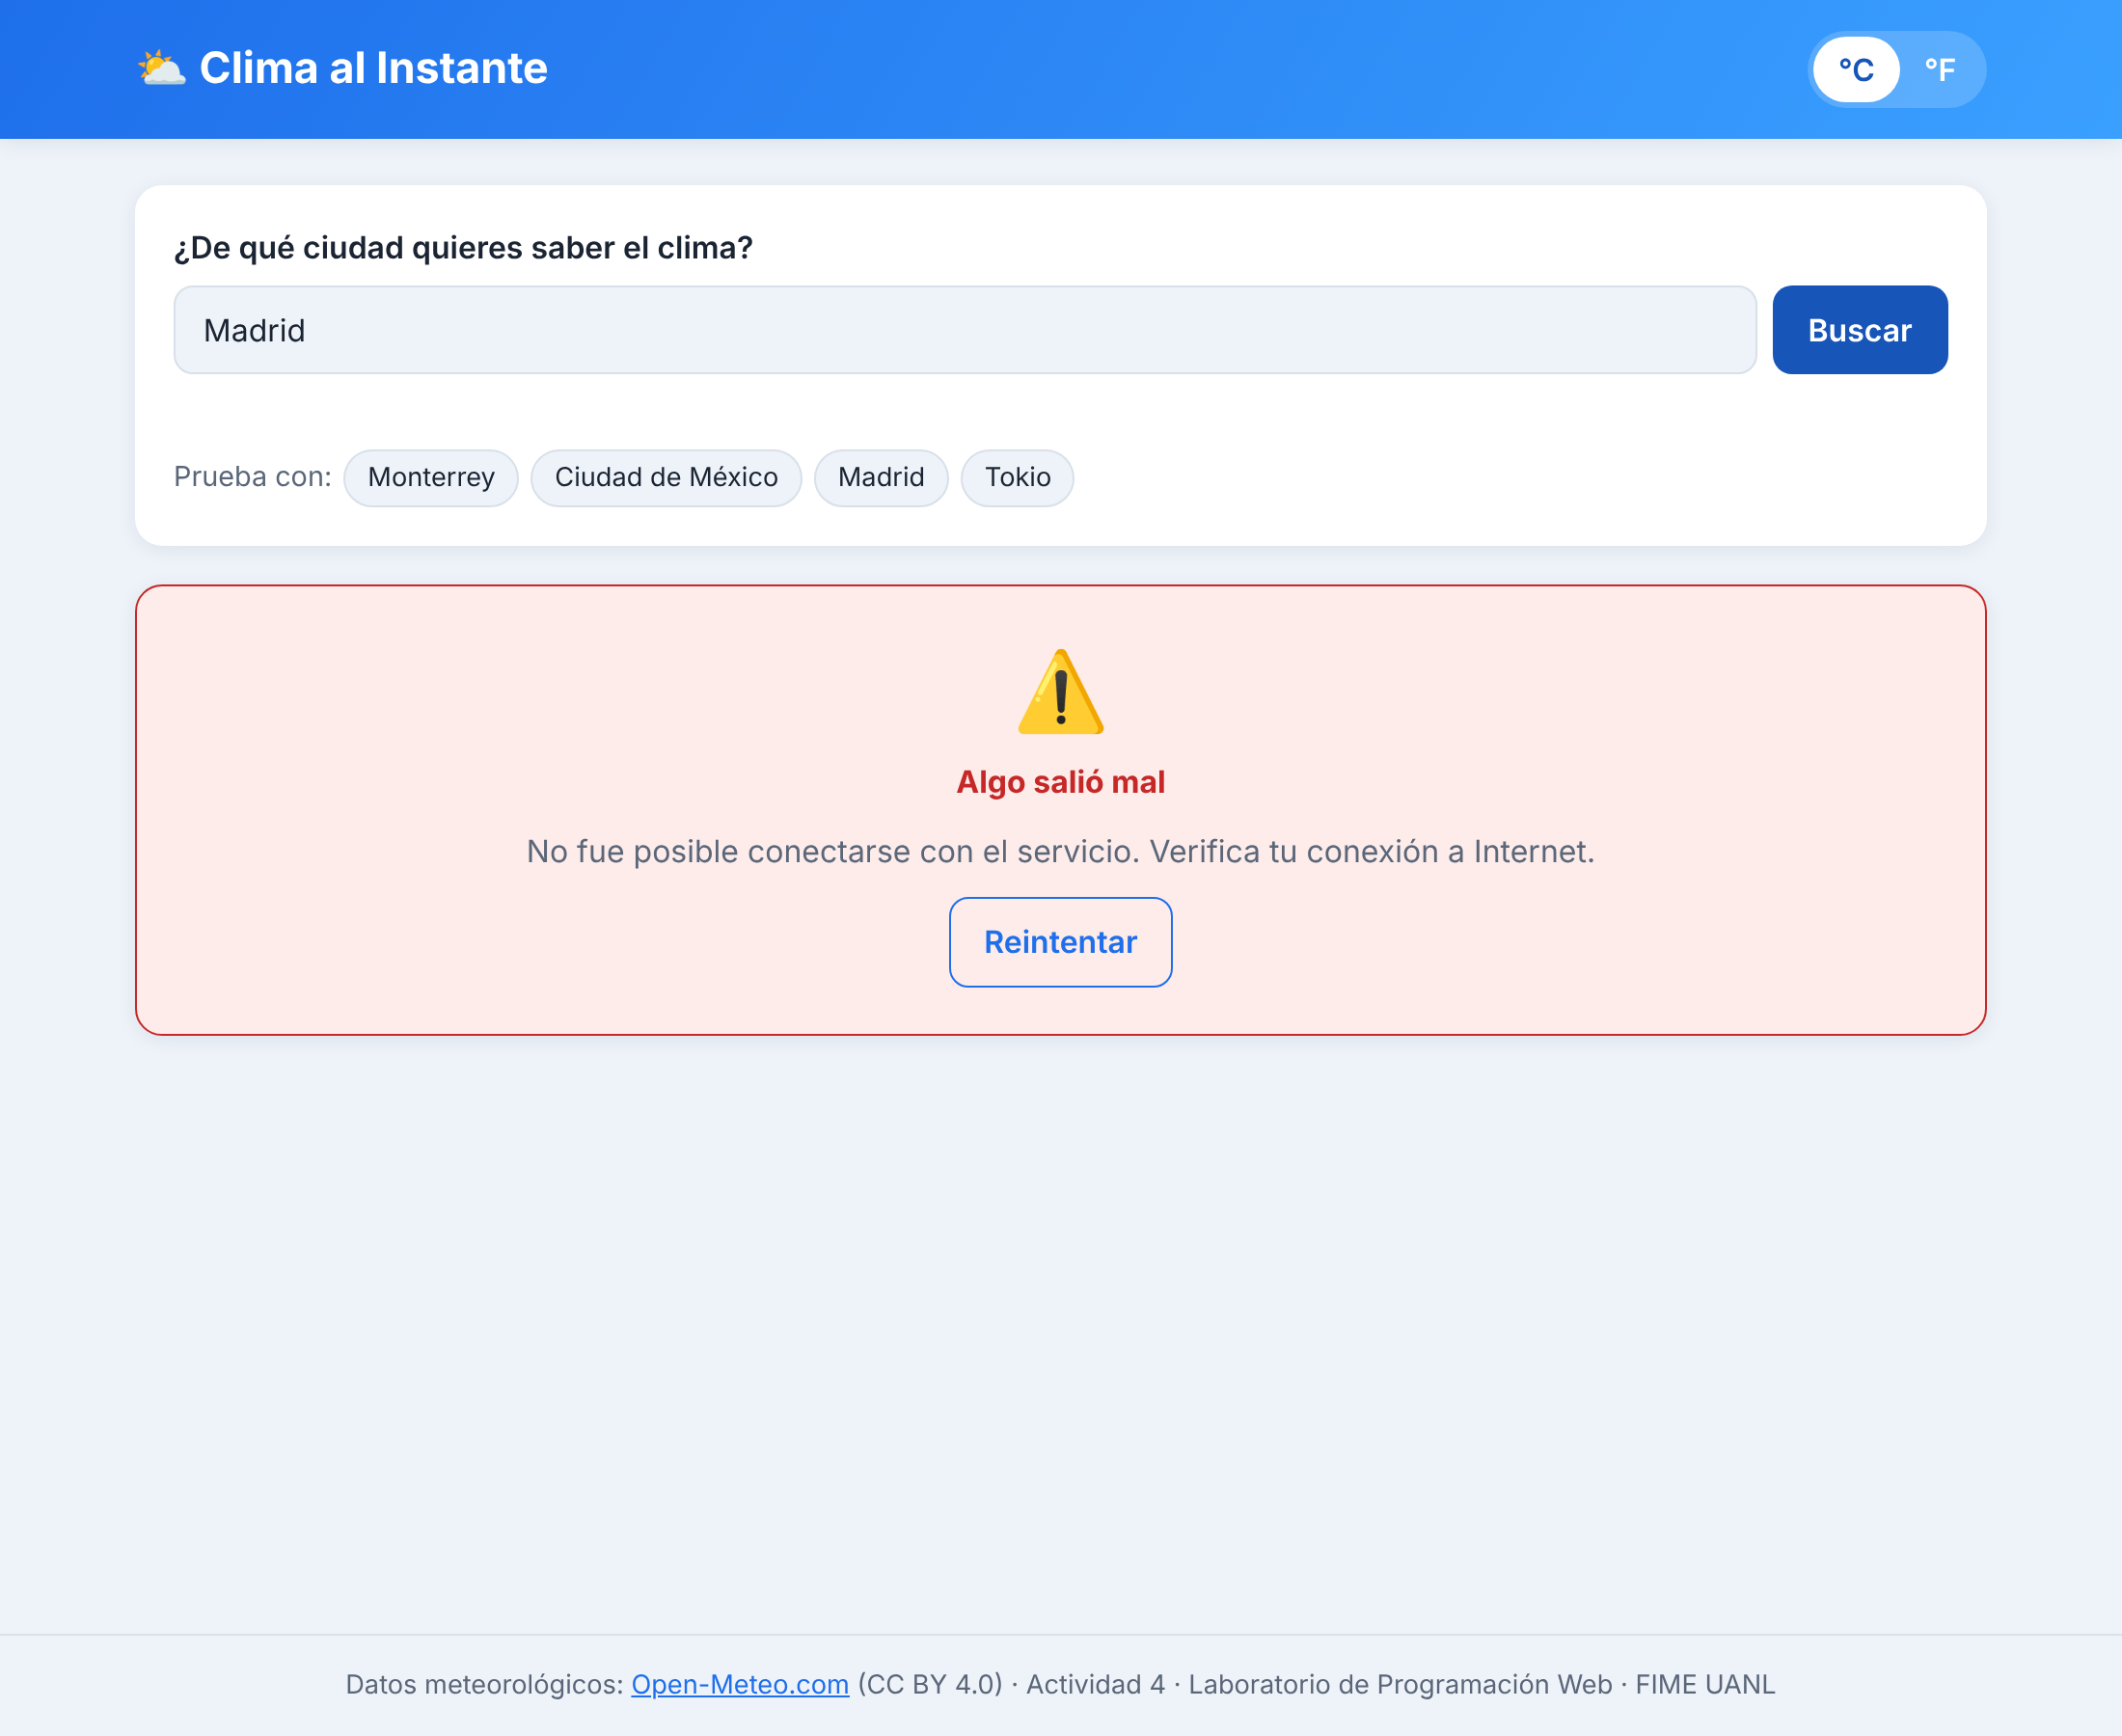 Clima al Instante
°C °F
¿De qué ciudad quieres saber el clima?
Madrid
Buscar
Prueba con: Monterrey Ciudad de México Madrid Tokio
Algo salió mal
No fue posible conectarse con el servicio. Verifica tu conexión a Internet.
Reintentar
Datos meteorológicos: Open-Meteo.com (CC BY 4.0) · Actividad 4 · Laboratorio de Programación Web · FIME UANL